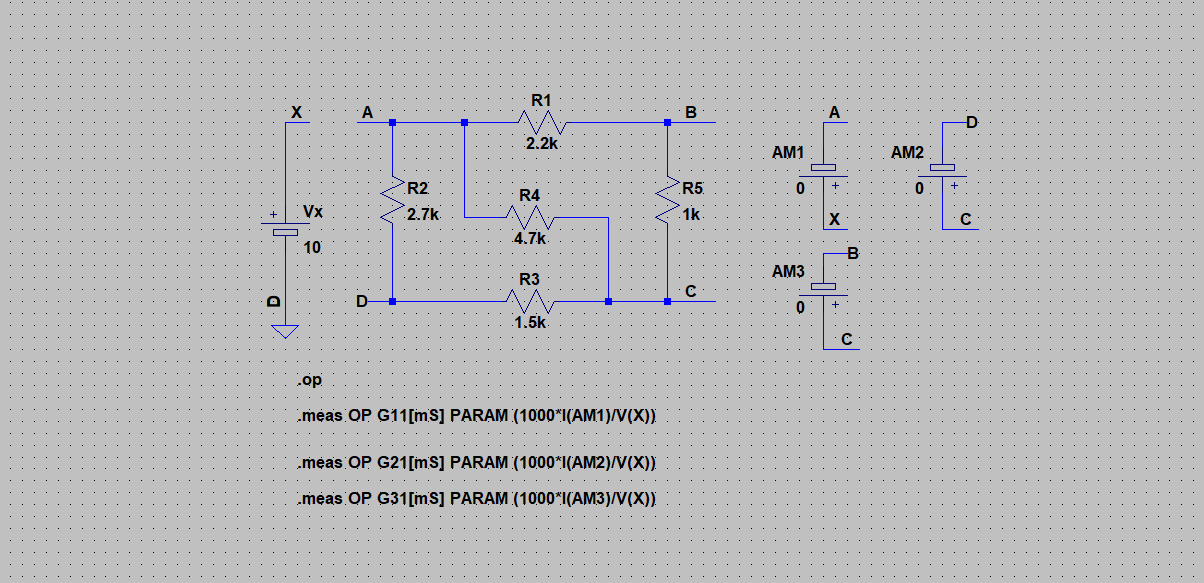 X
Vx
10
D
A
R1
2.2k
B
R2
2.7k
R4
4.7k
R5
1k
D
R3
1.5k
C
A
AM1
0
+
X
D
AM2
0
+
C
B
AM3
0
+
C
+
.op
.meas OP G11[mS] PARAM (1000*I(AM1)/V(X))
.meas OP G21[mS] PARAM (1000*I(AM2)/V(X))
.meas OP G31[mS] PARAM (1000*I(AM3)/V(X))